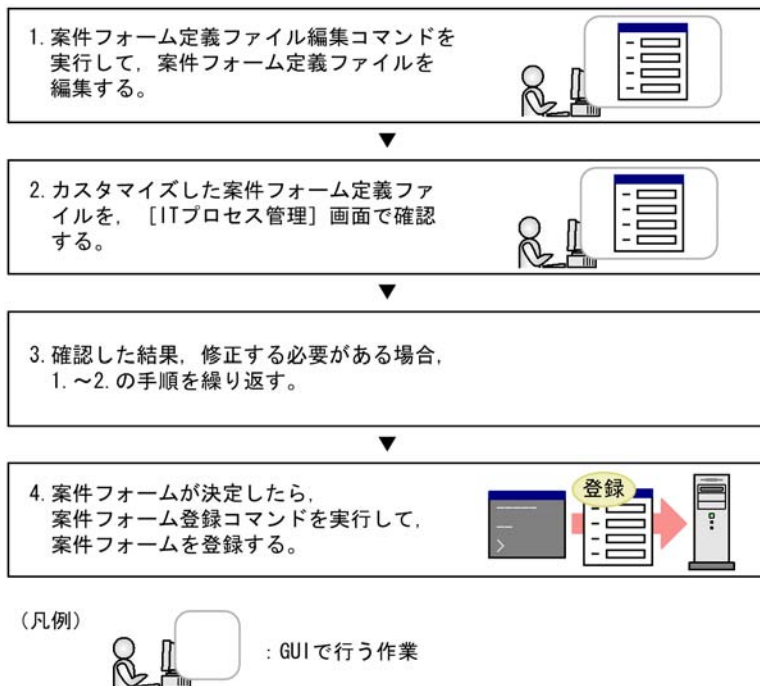 1. 案件フォーム定義ファイル編集コマンドを
実行して，案件フォーム定義ファイルを
編集する。
▼
2. カスタマイズした案件フォーム定義ファ
イルを，［ITプロセス管理］画面で確認
する。
▼
3. 確認した結果，修正する必要がある場合，
1.～2.の手順を繰り返す。
▼
4. 案件フォームが決定したら，
案件フォーム登録コマンドを実行して，
案件フォームを登録する。
登録
（凡例）
：GUIで行う作業